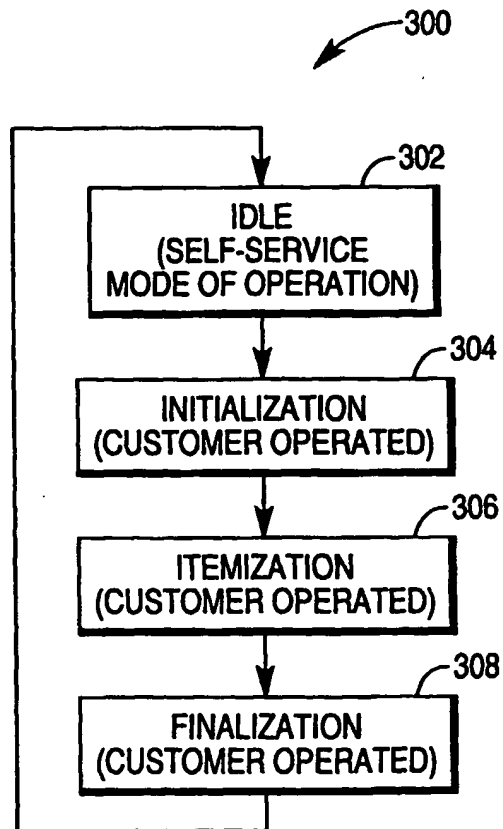 300
302
IDLE
(SELF-SERVICE
MODE OF OPERATION)
304
INITIALIZATION
(CUSTOMER OPERATED)
306
ITEMIZATION
(CUSTOMER OPERATED)
308
FINALIZATION
(CUSTOMER OPERATED)